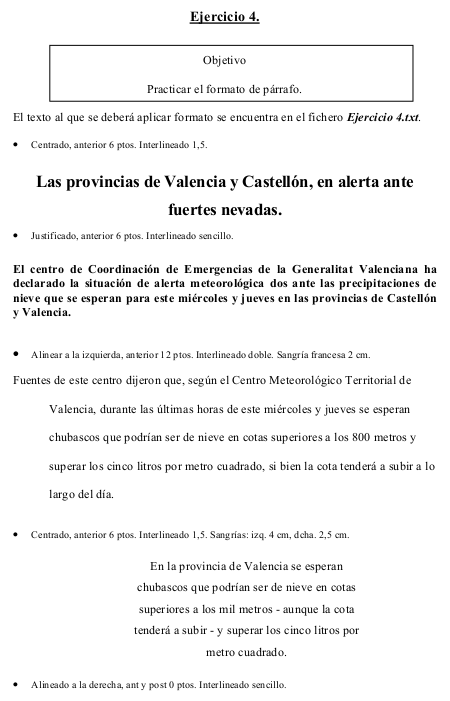 Ejercicio 4.
Objetivo
Practicar el formato de párrafo.
El texto al que se deberá aplicar formato se encuentra en el fichero Ejercicio 4.txt.
• Centrado, anterior 6 ptos. Interlineado 1,5.
Las provincias de Valencia y Castellón, en alerta ante
fuertes nevadas.
• Justificado, anterior 6 ptos. Interlineado sencillo.
El centro de Coordinación de Emergencias de la Generalitat Valenciana ha
declarado la situación de alerta meteorológica dos ante las precipitaciones de
nieve que se esperan para este miércoles y jueves en las provincias de Castellón
y Valencia.
• Alinear a la izquierda, anterior 12 ptos. Interlineado doble. Sangría francesa 2 cm.
Fuentes de este centro dijeron que, según el Centro Meteorológico Territorial de
Valencia, durante las últimas horas de este miércoles y jueves se esperan
chubascos que podrían ser de nieve en cotas superiores a los 800 metros y
superar los cinco litros por metro cuadrado, si bien la cota tenderá a subir a lo
largo del día.
• Centrado, anterior 6 ptos. Interlineado 1,5. Sangrías: izq. 4 cm, dcha. 2,5 cm.
En la provincia de Valencia se esperan
chubascos que podrían ser de nieve en cotas
superiores a los mil metros - aunque la cota
tenderá a subir - y superar los cinco litros por
metro cuadrado.
• Alineado a la derecha, ant y post 0 ptos. Interlineado sencillo.